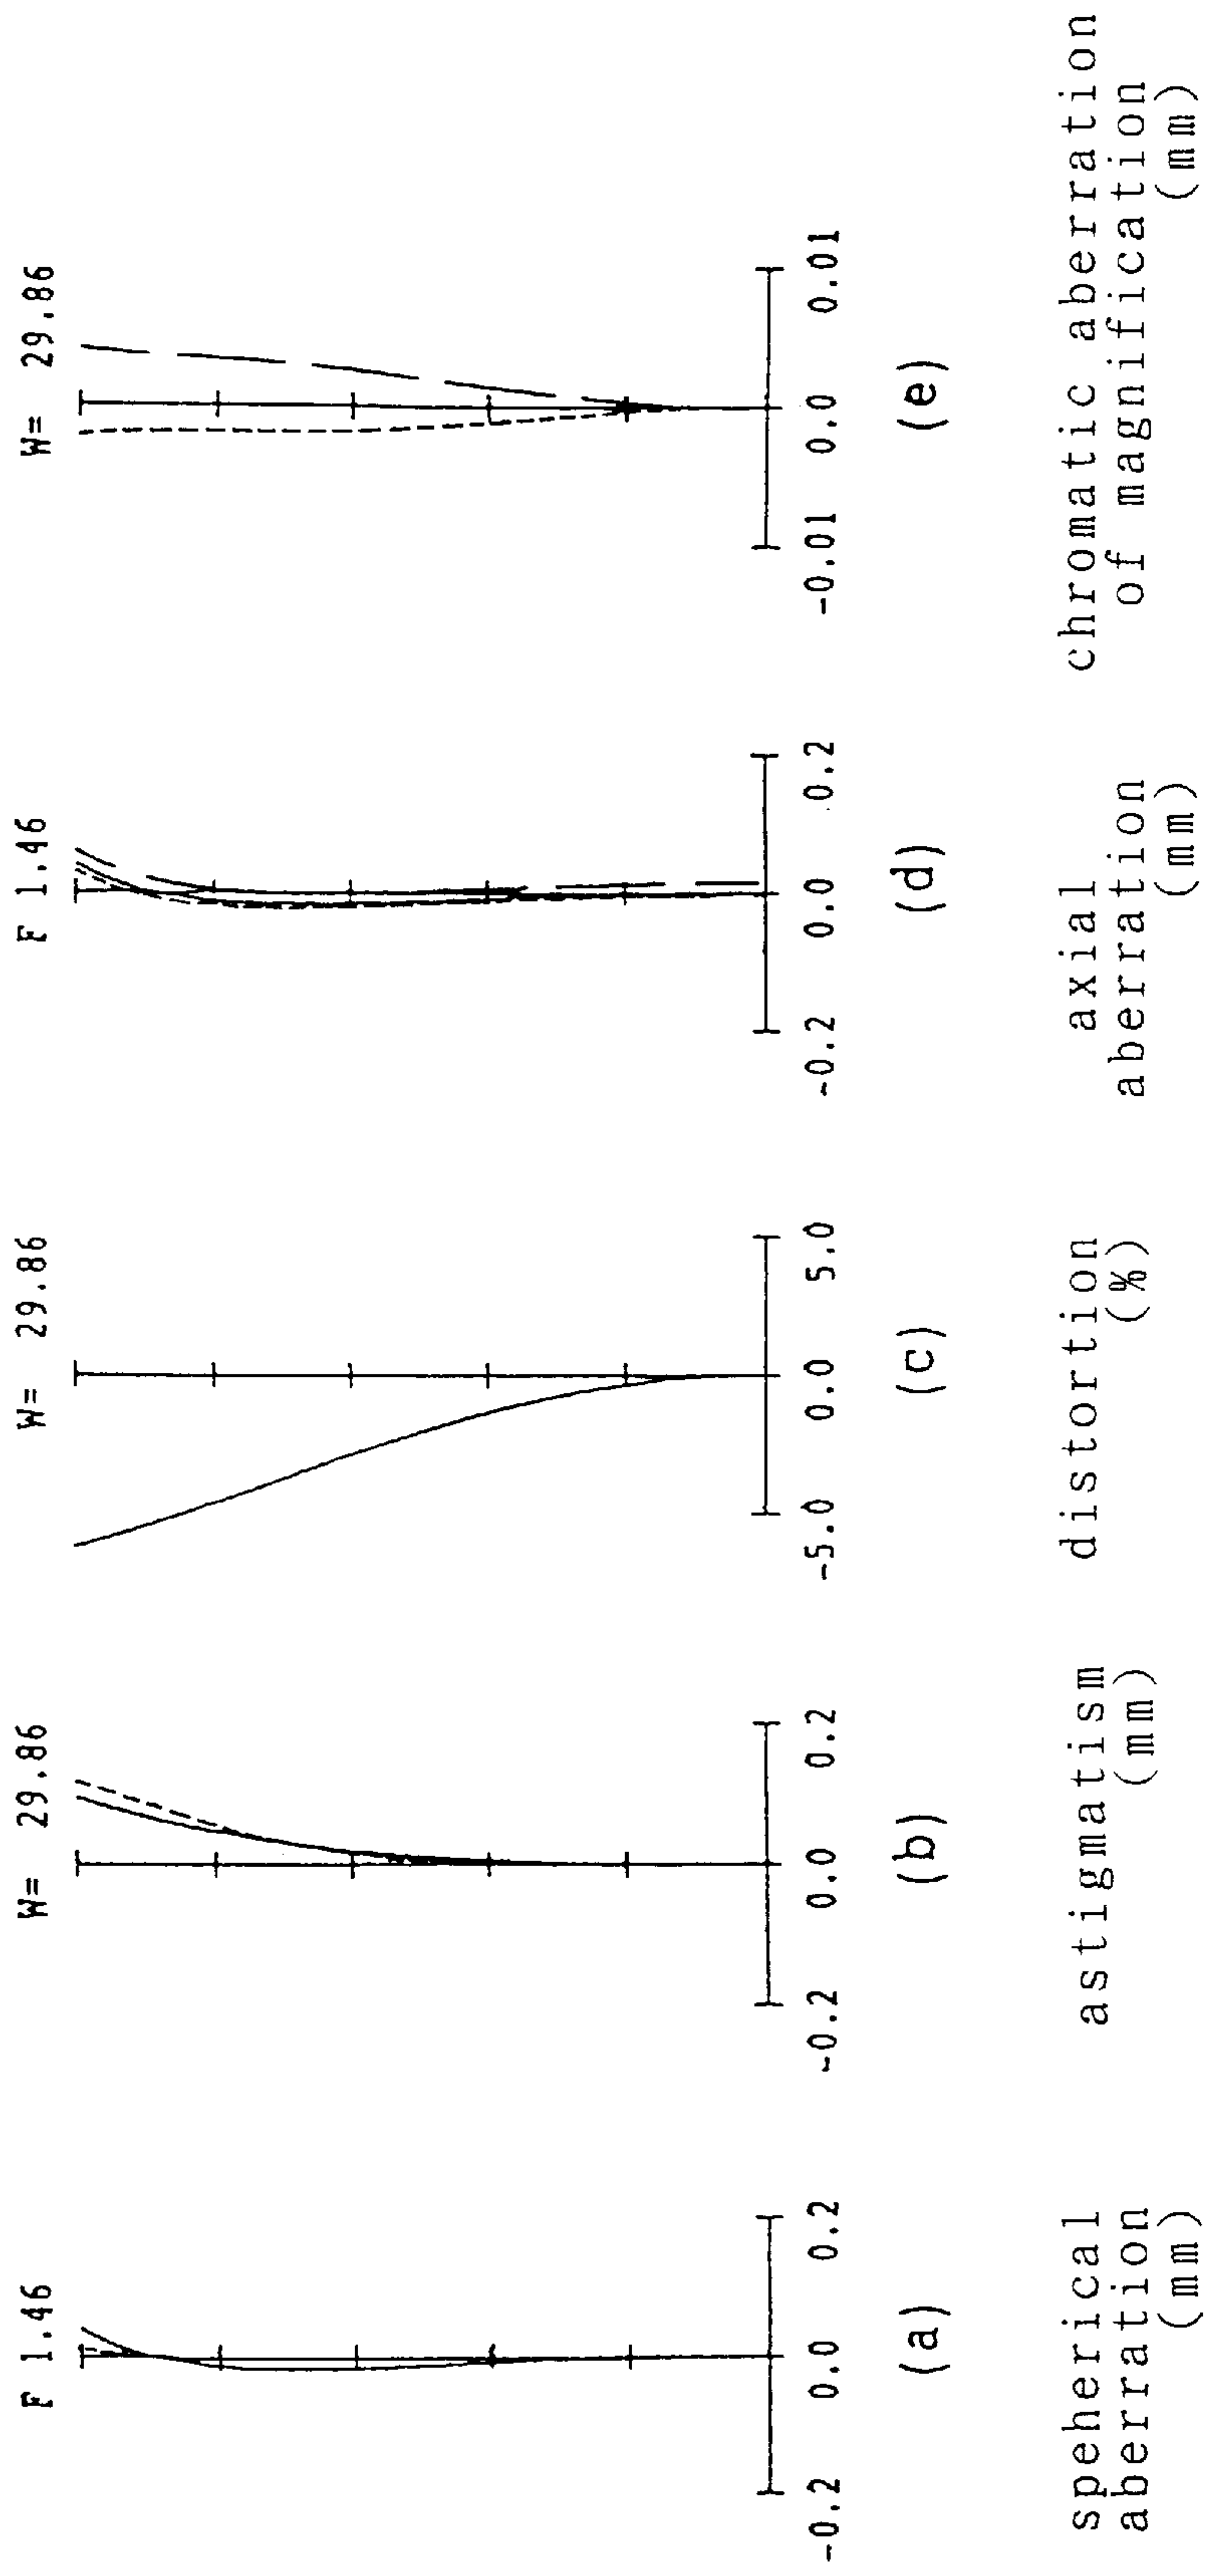 F 1.46
-0.2
0.0
0.2
(a)
speherical
aberration
(mm)
W= 29.86
-0.2
0.0
0.2
(b)
astigmatism
(mm)
W= 29.86
-5.0
0.0
5.0
(c)
distortion
(%)
F 1.46
-0.2
0.0
0.2
(d)
axial
aberration
(mm)
W= 29.86
-0.01
0.0
0.01
(e)
chromatic aberration
of magnification
(mm)